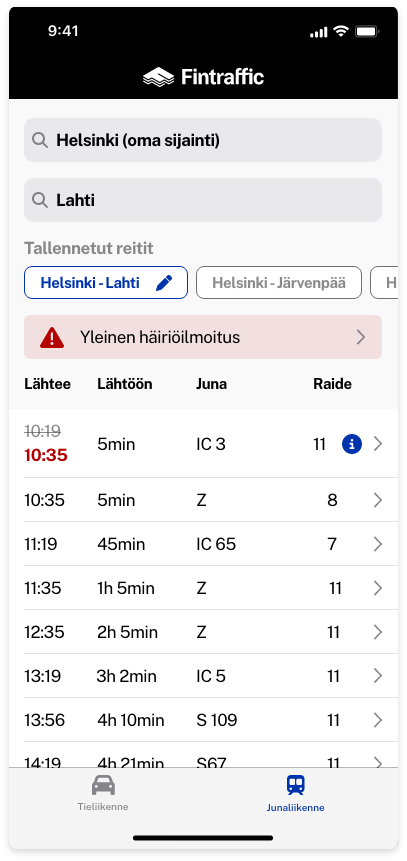 9:41
Fintraffic
Helsinki (oma sijainti)
Lahti
Tallennetut reitit
Helsinki - Lahti Helsinki - Järvenpää H
Yleinen häiriöilmoitus
Lähtee Lähtöön Juna Raide
10:19
10:35 5min IC 3 11
10:35 5min Z 8
11:19 45min IC 65 7
11:35 1h 5min Z 11
12:35 2h 5min Z 11
13:19 3h 2min IC 5 11
13:56 4h 10min S 109 11
14:19 4h 21min S67 11
Tieliikenne Junaliikenne